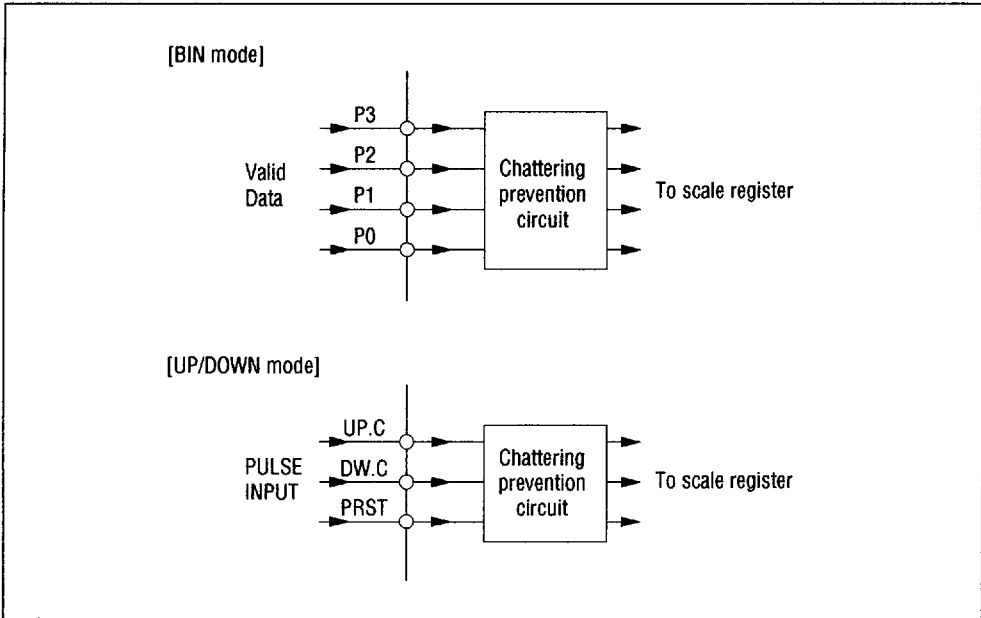 [BIN mode]
P3
P2
P1
P0
Valid
Data
Chattering
prevention
circuit
To scale register
[UP/DOWN mode]
UP.C
DW.C
PRST
PULSE
INPUT
Chattering
prevention
circuit
To scale register